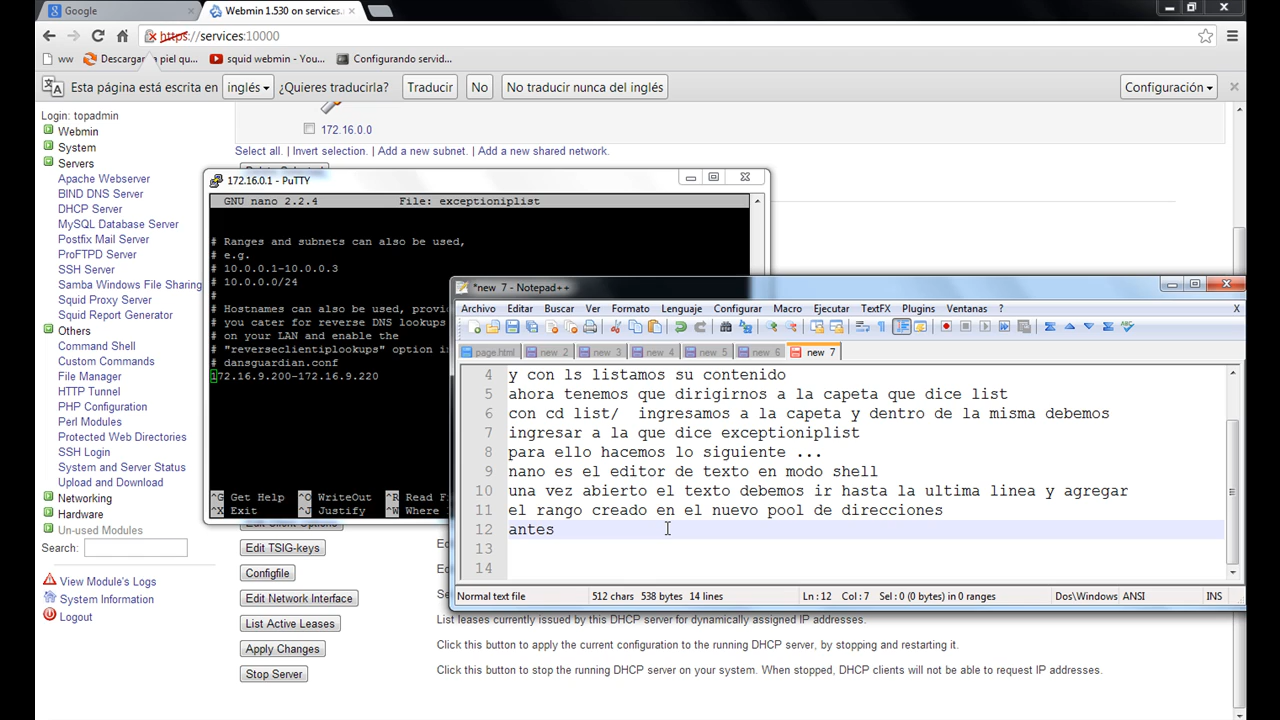 Google
Webmin 1.530 on services.
https://services:10000
ww
Descargar la piel qu...
squid webmin - You...
Configurando servid...
Esta página está escrita en
inglés
¿Quieres traducirla?
Traducir
No
No traducir nunca del inglés
Configuración
Login: topadmin
Webmin
System
Servers
Apache Webserver
BIND DNS Server
DHCP Server
MySQL Database Server
Postfix Mail Server
ProFTPD Server
SSH Server
Samba Windows File Sharing
Squid Proxy Server
Squid Report Generator
Others
Command Shell
Custom Commands
File Manager
HTTP Tunnel
PHP Configuration
Perl Modules
Protected Web Directories
SSH Login
System and Server Status
Upload and Download
Networking
Hardware
Un-used Modules
Search:
View Module's Logs
System Information
Logout
172.16.0.0
Select all. | Invert selection. | Add a new subnet. | Add a new shared network.
172.16.0.1 - PuTTY
GNU nano 2.2.4 File: exceptioniplist
# Ranges and subnets can also be used,
# e.g.
# 10.0.0.1-10.0.0.3
# 10.0.0.0/24
#
# Hostnames can also be used, provi
# you cater for reverse DNS lookups
# on your LAN and enable the
# "reverseclientiplookups" option i
# dansguardian.conf
172.16.9.200-172.16.9.220
^G Get Help ^O WriteOut ^R Read F
^X Exit ^J Justify ^W Where
*new 7 - Notepad++
Archivo Editar Buscar Ver Formato Lenguaje Configurar Macro Ejecutar TextFX Plugins Ventanas ? X
page.html new 2 new 3 new 4 new 5 new 6 new 7
4 y con ls listamos su contenido
5 ahora tenemos que dirigirnos a la capeta que dice list
6 con cd list/ ingresamos a la capeta y dentro de la misma debemos
7 ingresar a la que dice exceptioniplist
8 para ello hacemos lo siguiente ...
9 nano es el editor de texto en modo shell
10 una vez abierto el texto debemos ir hasta la ultima linea y agregar
11 el rango creado en el nuevo pool de direcciones
12 antes
13
14
Normal text file 512 chars 538 bytes 14 lines Ln:12 Col:7 Sel:0 (0 bytes) in 0 ranges Dos\Windows ANSI INS
Edit Client Options
Edit TSIG-keys
Configfile
Edit Network Interface
List Active Leases
List leases currently issued by this DHCP server for dynamically assigned IP addresses.
Apply Changes
Click this button to apply the current configuration to the running DHCP server, by stopping and restarting it.
Stop Server
Click this button to stop the running DHCP server on your system. When stopped, DHCP clients will not be able to request IP addresses.